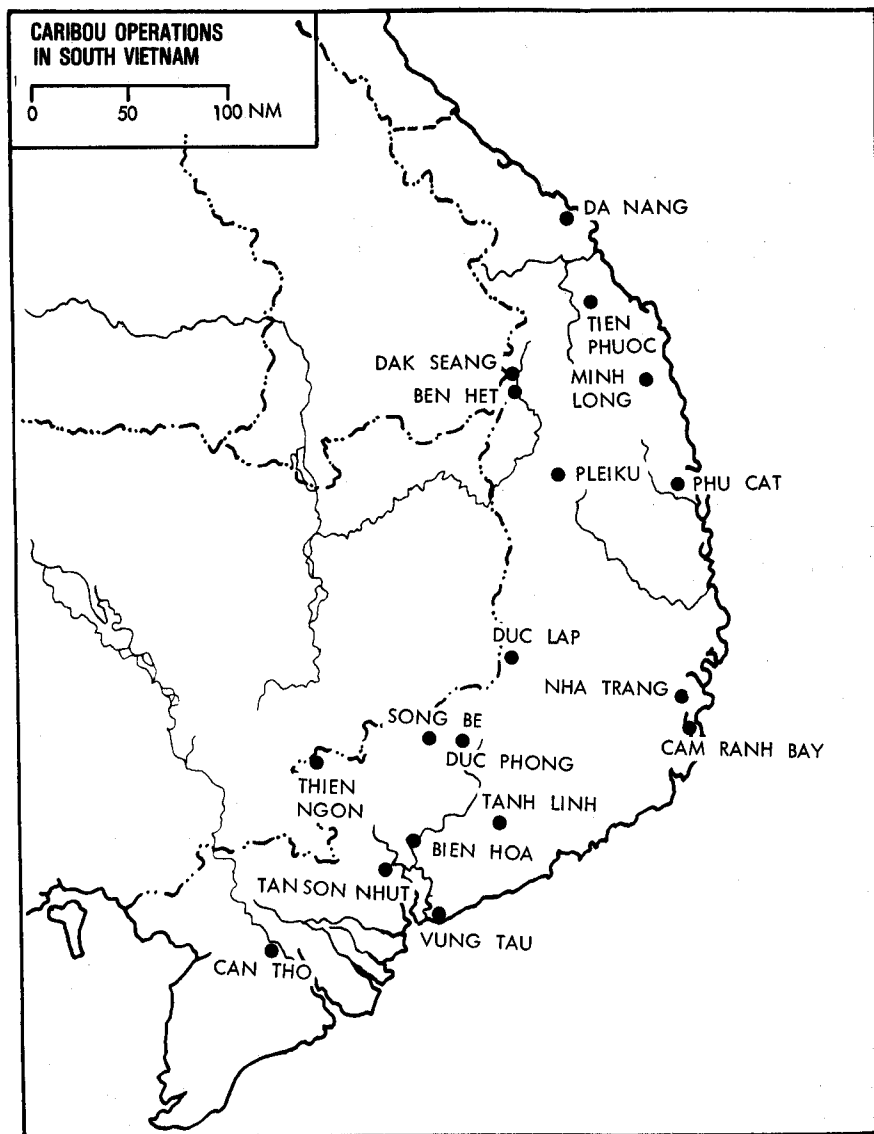 CARIBOU OPERATIONS
IN SOUTH VIETNAM
0 50 100 NM
DA NANG
TIEN
PHUOC
DAK SEANG
MINH
LONG
BEN HET
PLEIKU
PHU CAT
DUC LAP
NHA TRANG
SONG BE
CAM RANH BAY
DUC PHONG
THIEN
NGON
TANH LINH
BIEN HOA
TAN SON NHUT
VUNG TAU
CAN THO